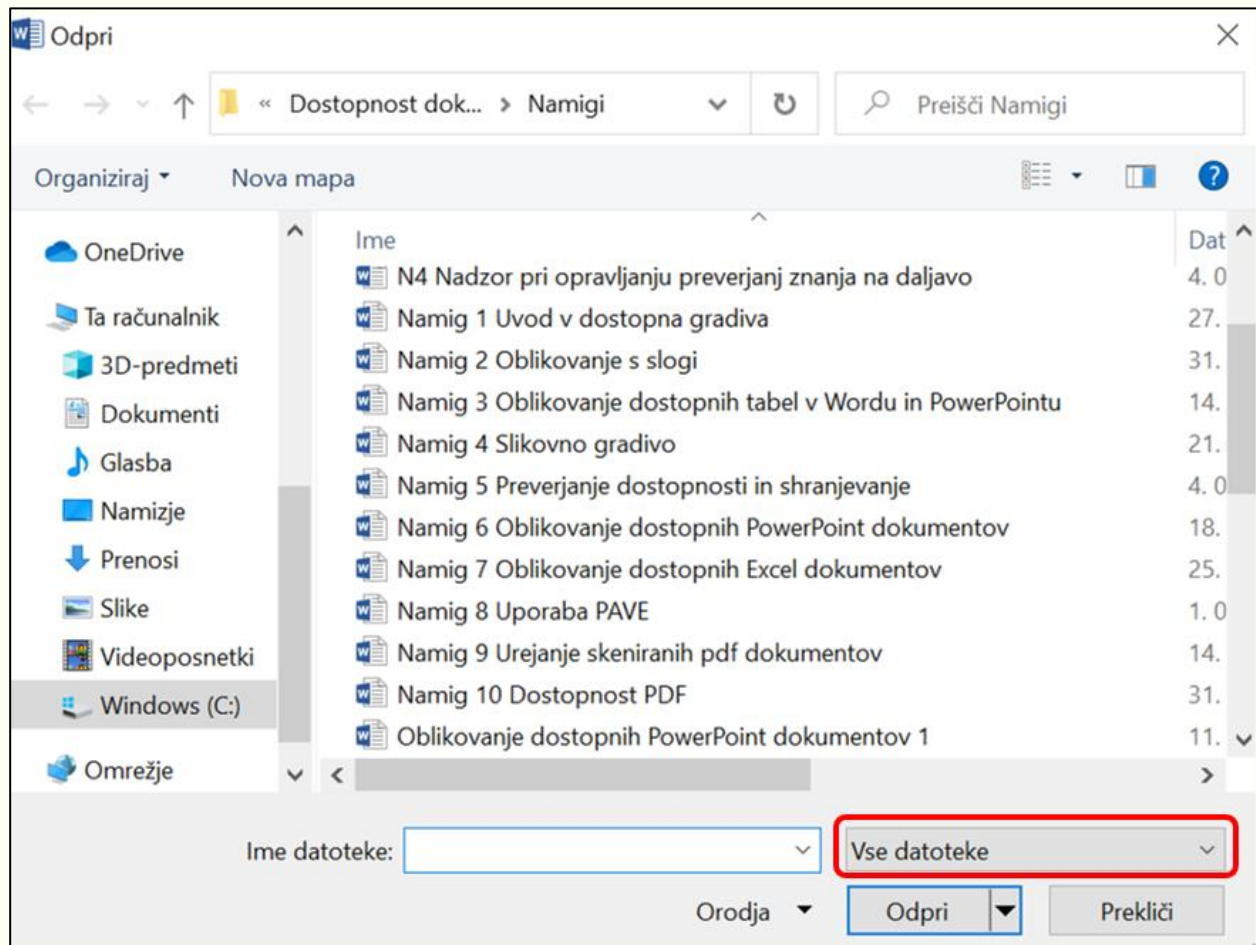 Odpri
« Dostopnost dok... > Namigi
Preišči Namigi
Organiziraj
Nova mapa
OneDrive
Ta računalnik
3D-predmeti
Dokumenti
Glasba
Namizje
Prenosi
Slike
Videoposnetki
Windows (C:)
Omrežje
Ime Dat
N4 Nadzor pri opravljanju preverjanj znanja na daljavo 4. 0
Namig 1 Uvod v dostopna gradiva 27.
Namig 2 Oblikovanje s slogi 31.
Namig 3 Oblikovanje dostopnih tabel v Wordu in PowerPointu 14.
Namig 4 Slikovno gradivo 21.
Namig 5 Preverjanje dostopnosti in shranjevanje 4. 0
Namig 6 Oblikovanje dostopnih PowerPoint dokumentov 18.
Namig 7 Oblikovanje dostopnih Excel dokumentov 25.
Namig 8 Uporaba PAVE 1. 0
Namig 9 Urejanje skeniranih pdf dokumentov 14.
Namig 10 Dostopnost PDF 31.
Oblikovanje dostopnih PowerPoint dokumentov 1 11.
Ime datoteke:
Vse datoteke
Orodja
Odpri
Prekliči